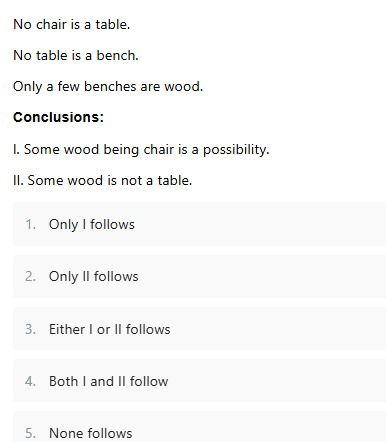 No chair is a table.
No table is a bench.
Only a few benches are wood.
Conclusions:
I. Some wood being chair is a possibility.
II. Some wood is not a table.
1. Only I follows
2. Only II follows
3. Either I or II follows
4. Both I and II follow
5. None follows